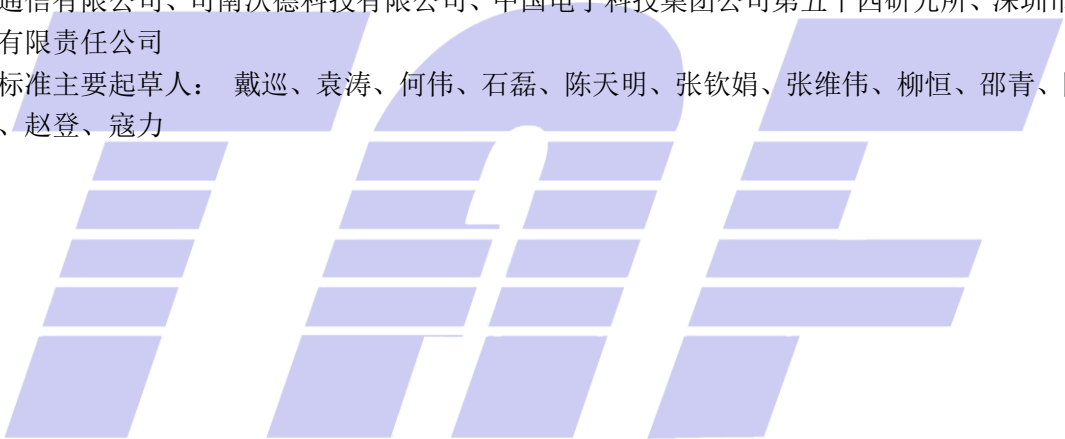 通信有限公司、司南沃德科技有限公司、中国电子科技集团公司第五十四研究所、深圳市
有限责任公司
标准主要起草人： 戴巡、袁涛、何伟、石磊、陈天明、张钦娟、张维伟、柳恒、邵青、
、赵登、寇力
TAF